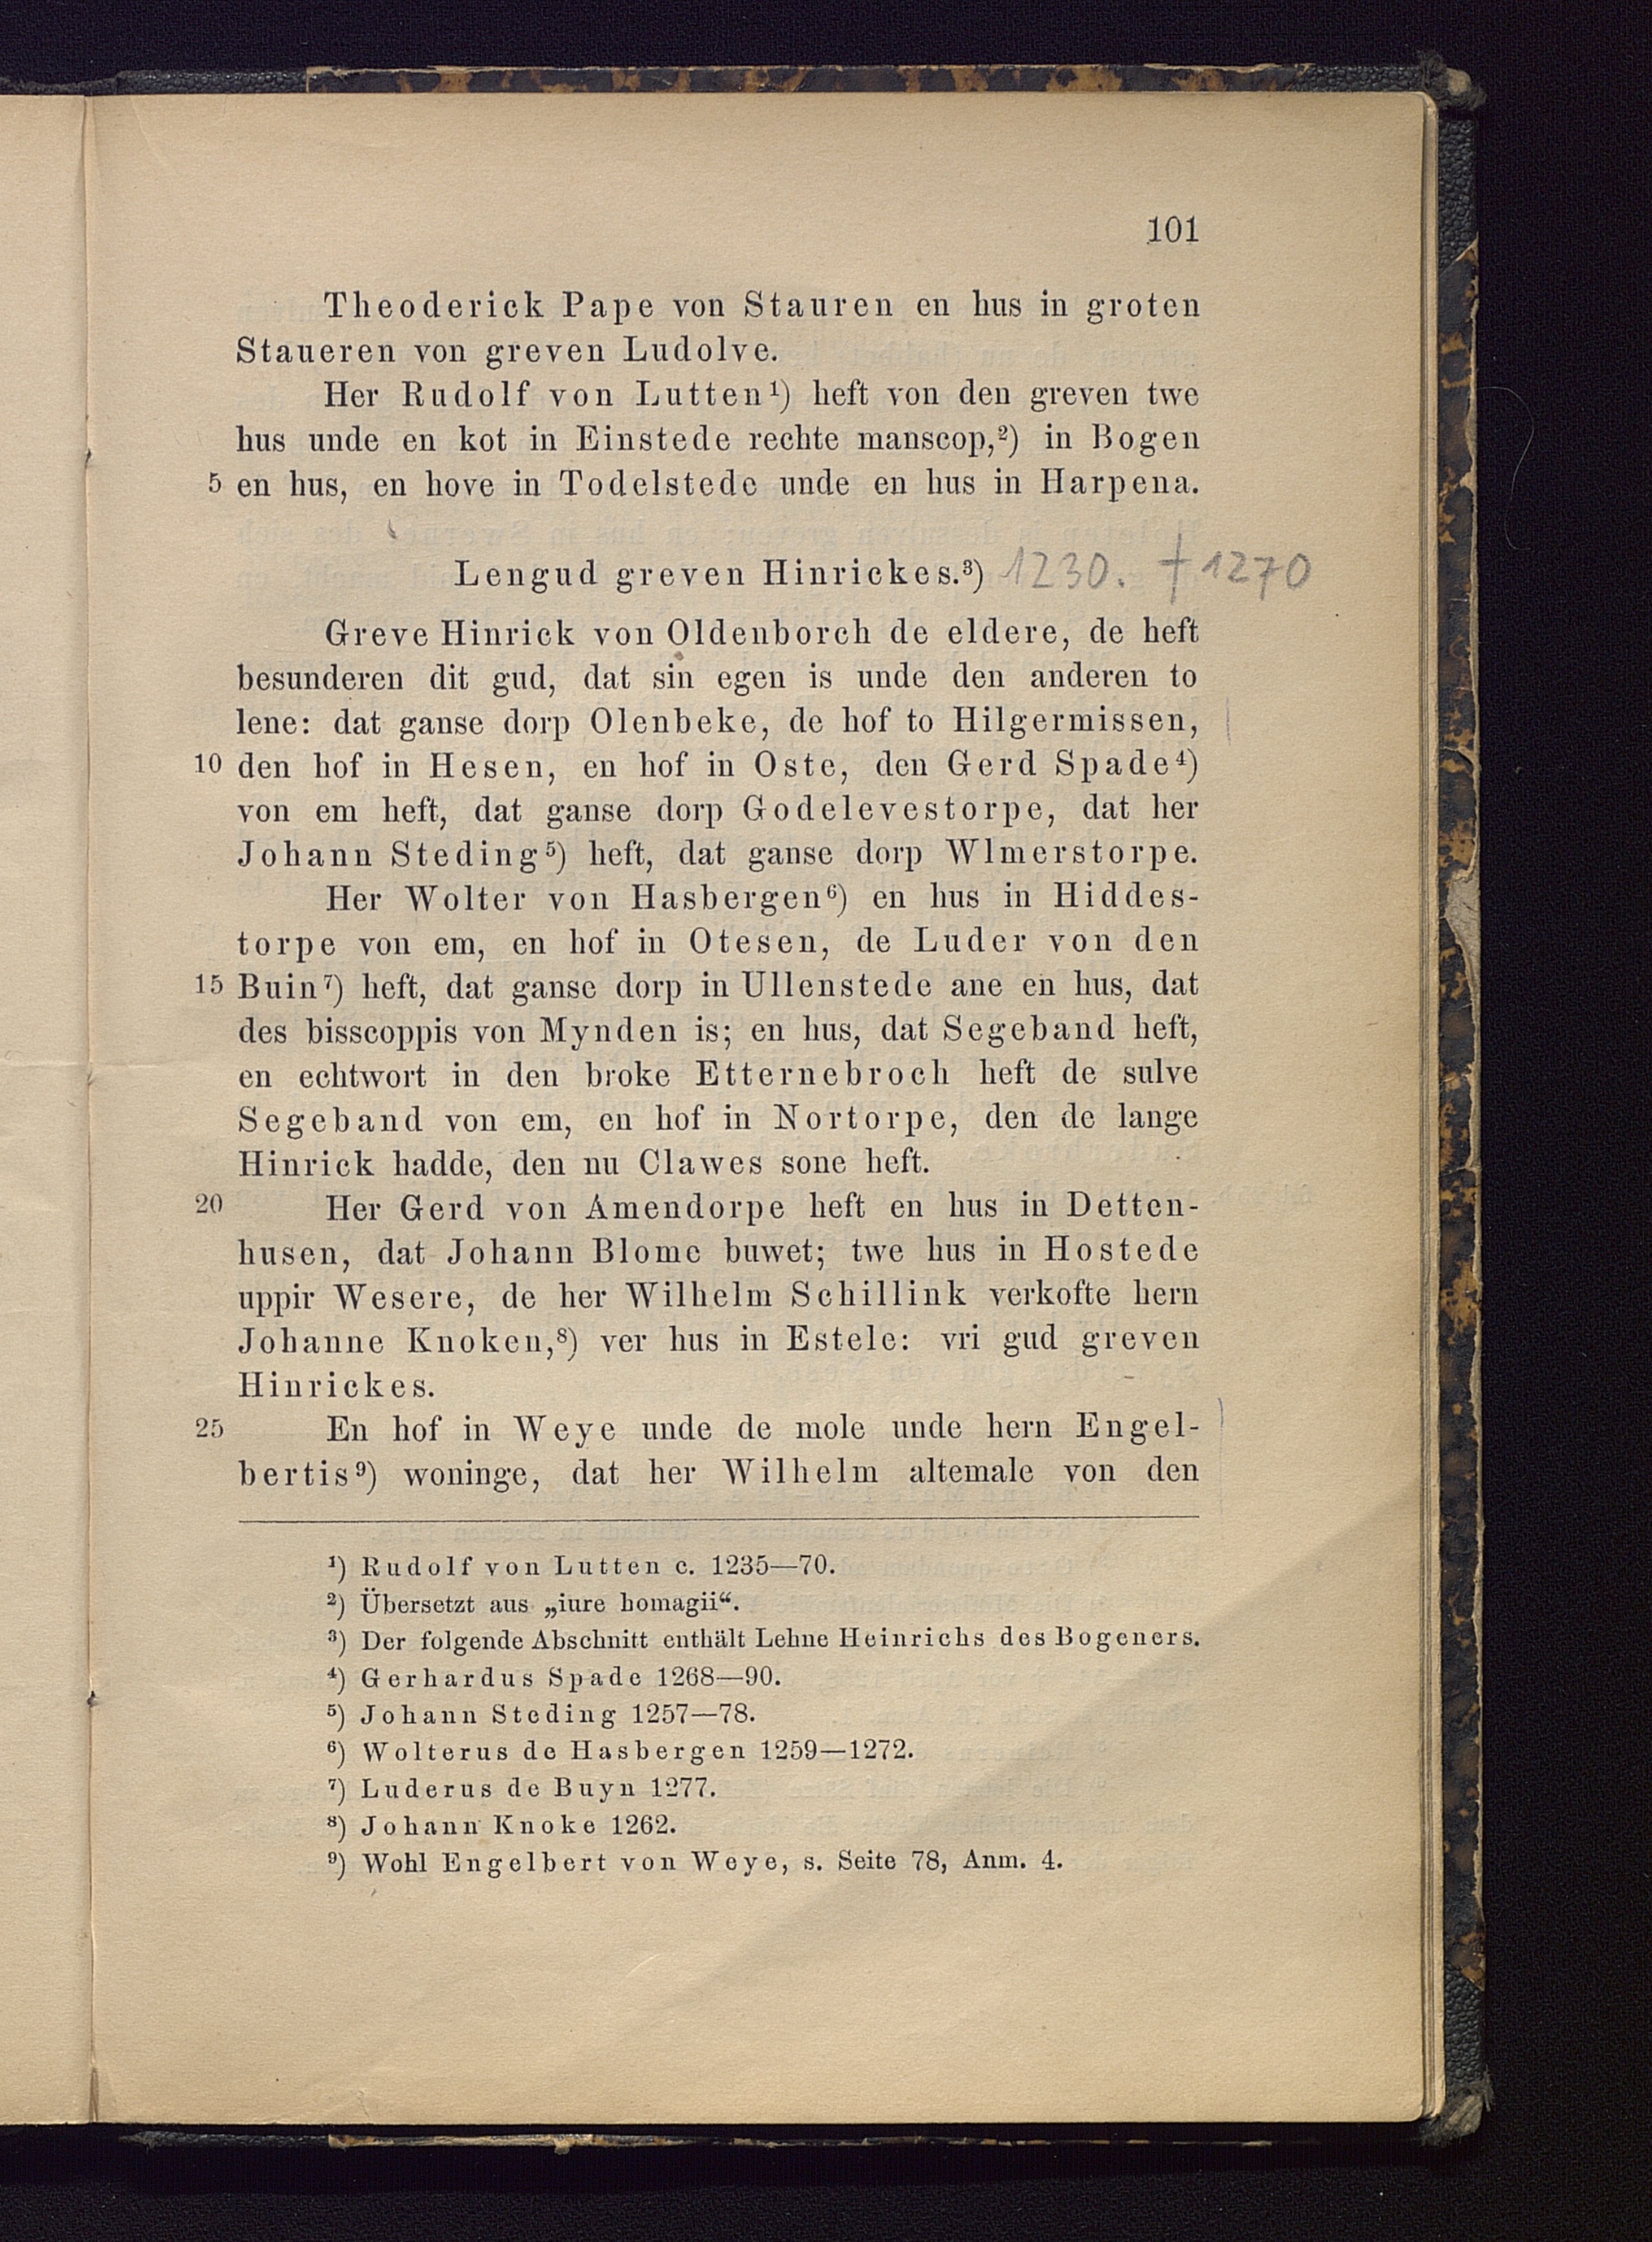 101
Theoderick Pape von Stauren en hus in groten
Staueren von greven Ludolve.
Her Rudolf von Lutten¹) heft von den greven twe
hus unde en kot in Einstede rechte manscop,²) in Bogen
5 en hus, en hove in Todelstede unde en hus in Harpena.
Lengud greven Hinrickes.³) 1230. † 1270
Greve Hinrick von Oldenborch de eldere, de heft
besunderen dit gud, dat sin egen is unde den anderen to
lene: dat ganse dorp Olenbeke, de hof to Hilgermissen,
10 den hof in Hesen, en hof in Oste, den Gerd Spade⁴)
von em heft, dat ganse dorp Godelevestorpe, dat her
Johann Steding⁵) heft, dat ganse dorp Wlmerstorpe.
Her Wolter von Hasbergen⁶) en hus in Hiddes-
torpe von em, en hof in Otesen, de Luder von den
15 Buin⁷) heft, dat ganse dorp in Ullenstede ane en hus, dat
des bisscoppis von Mynden is; en hus, dat Segeband heft,
en echtwort in den broke Etternebroch heft de sulve
Segeband von em, en hof in Nortorpe, den de lange
Hinrick hadde, den nu Clawes sone heft.
20 Her Gerd von Amendorpe heft en hus in Detten-
husen, dat Johann Blome buwet; twe hus in Hostede
uppir Wesere, de her Wilhelm Schillink verkofte hern
Johanne Knoken,⁸) ver hus in Estele: vri gud greven
Hinrickes.
25 En hof in Weye unde de mole unde hern Engel-
bertis⁹) woninge, dat her Wilhelm altemale von den
¹) Rudolf von Lutten c. 1235—70.
²) Übersetzt aus „iure homagii“.
³) Der folgende Abschnitt enthält Lehne Heinrichs des Bogeners.
⁴) Gerhardus Spade 1268—90.
⁵) Johann Steding 1257—78.
⁶) Wolterus de Hasbergen 1259—1272.
⁷) Luderus de Buyn 1277.
⁸) Johann Knoke 1262.
⁹) Wohl Engelbert von Weye, s. Seite 78, Anm. 4.